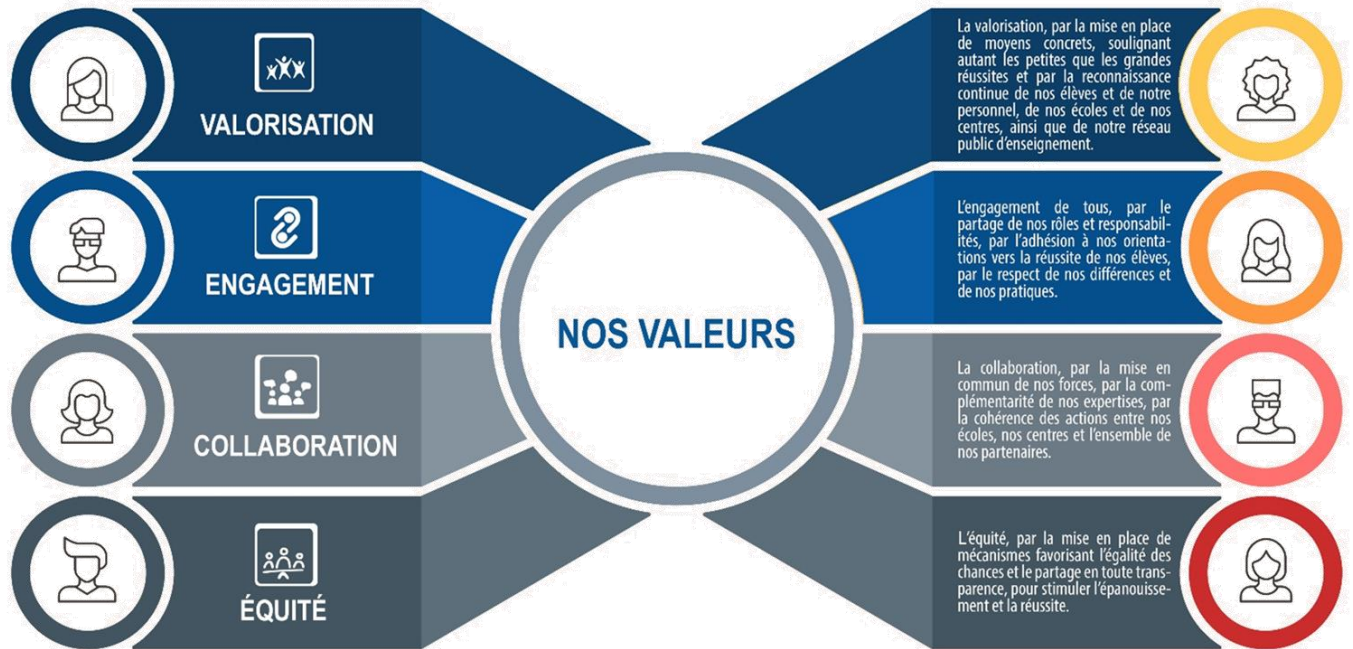 VALORISATION
La valorisation, par la mise en place
de moyens concrets, soulignant
autant les petites que les grandes
réussites et par la reconnaissance
continue de nos élèves et de notre
personnel, de nos écoles et de nos
centres, ainsi que de notre réseau
public d'enseignement.
ENGAGEMENT
L'engagement de tous, par le
partage de nos rôles et responsabil-
ités, par l'adhésion à nos orienta-
tions vers la réussite de nos élèves,
par le respect de nos différences et
de nos pratiques.
NOS VALEURS
COLLABORATION
La collaboration, par la mise en
commun de nos forces, par la com-
plémentarité de nos expertises, par
la cohérence des actions entre nos
écoles, nos centres et l'ensemble de
nos partenaires.
ÉQUITÉ
L'équité, par la mise en place de
mécanismes favorisant l'égalité des
chances et le partage en toute trans-
parence, pour stimuler l'épanouisse-
ment et la réussite.